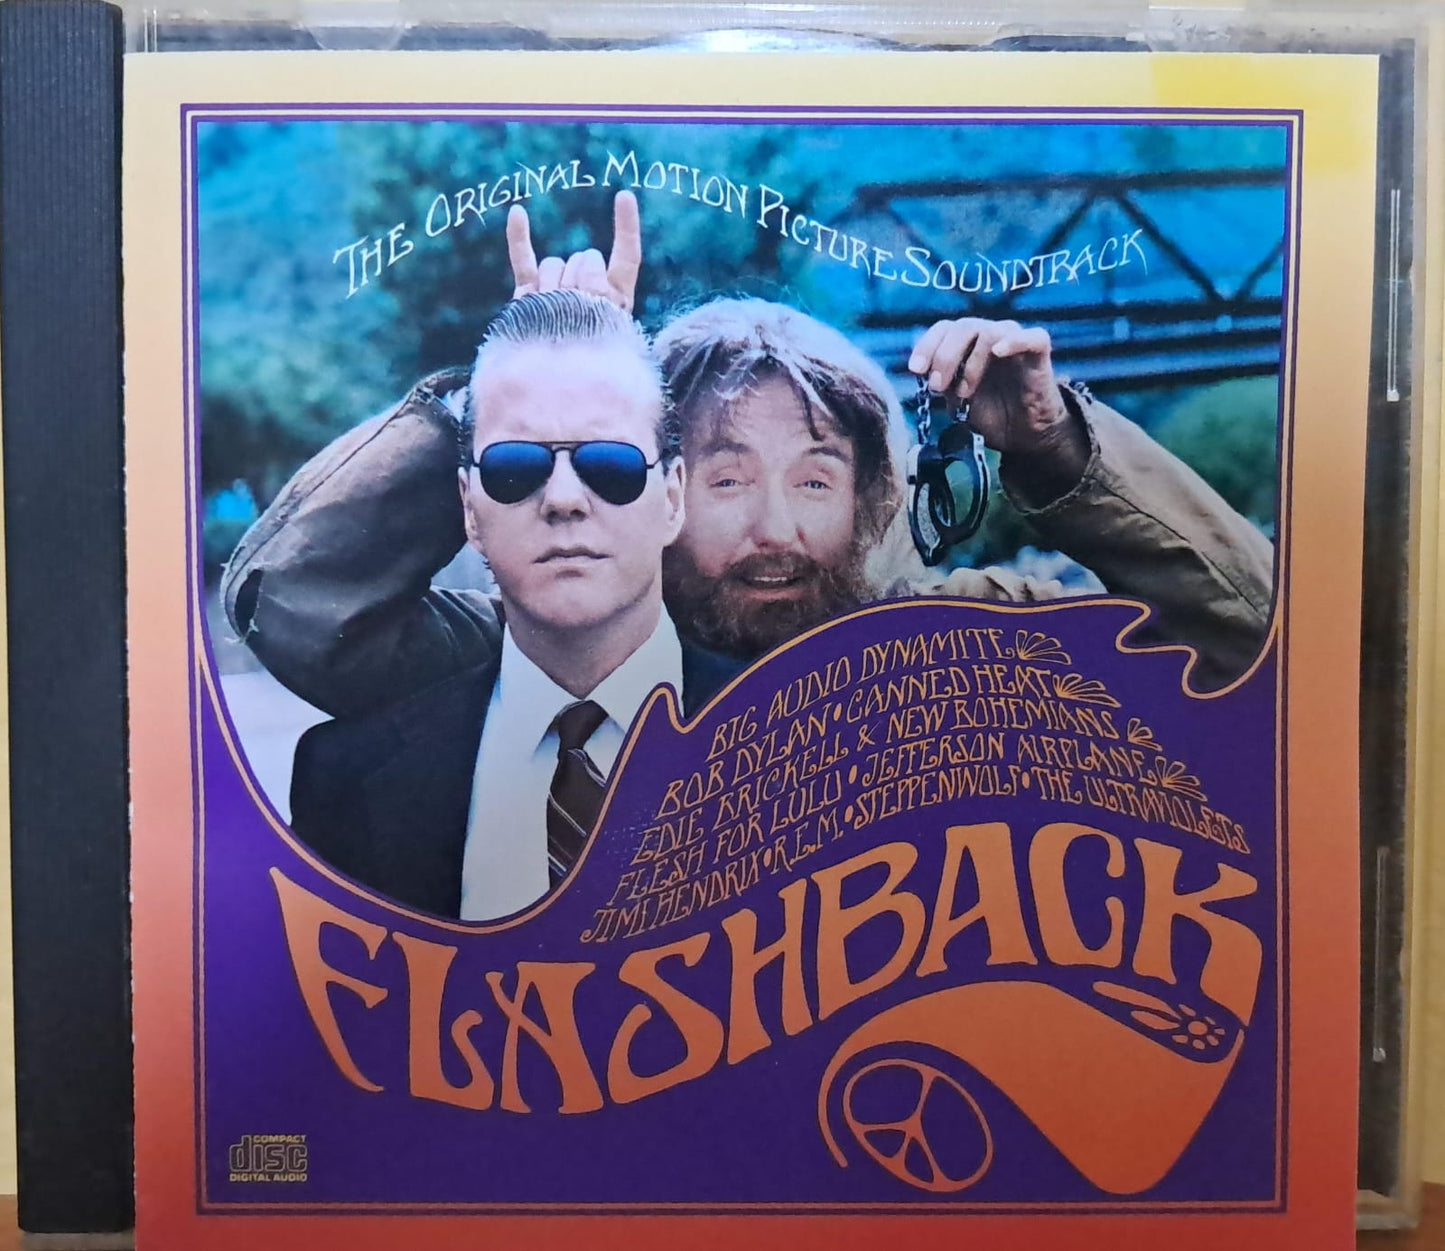 THE ORIGINAL MOTION PICTURE SOUNDTRACK
BIG AUDIO DYNAMITE
BOB DYLAN • CANNED HEAT
EDIE BRICKELL & NEW BOHEMIANS
FLESH FOR LULU • JEFFERSON AIRPLANE
JIMI HENDRIX • R.E.M. • STEPPENWOLF • THE ULTRAVIOLETS
FLASHBACK
COMPACT
disc
DIGITAL AUDIO